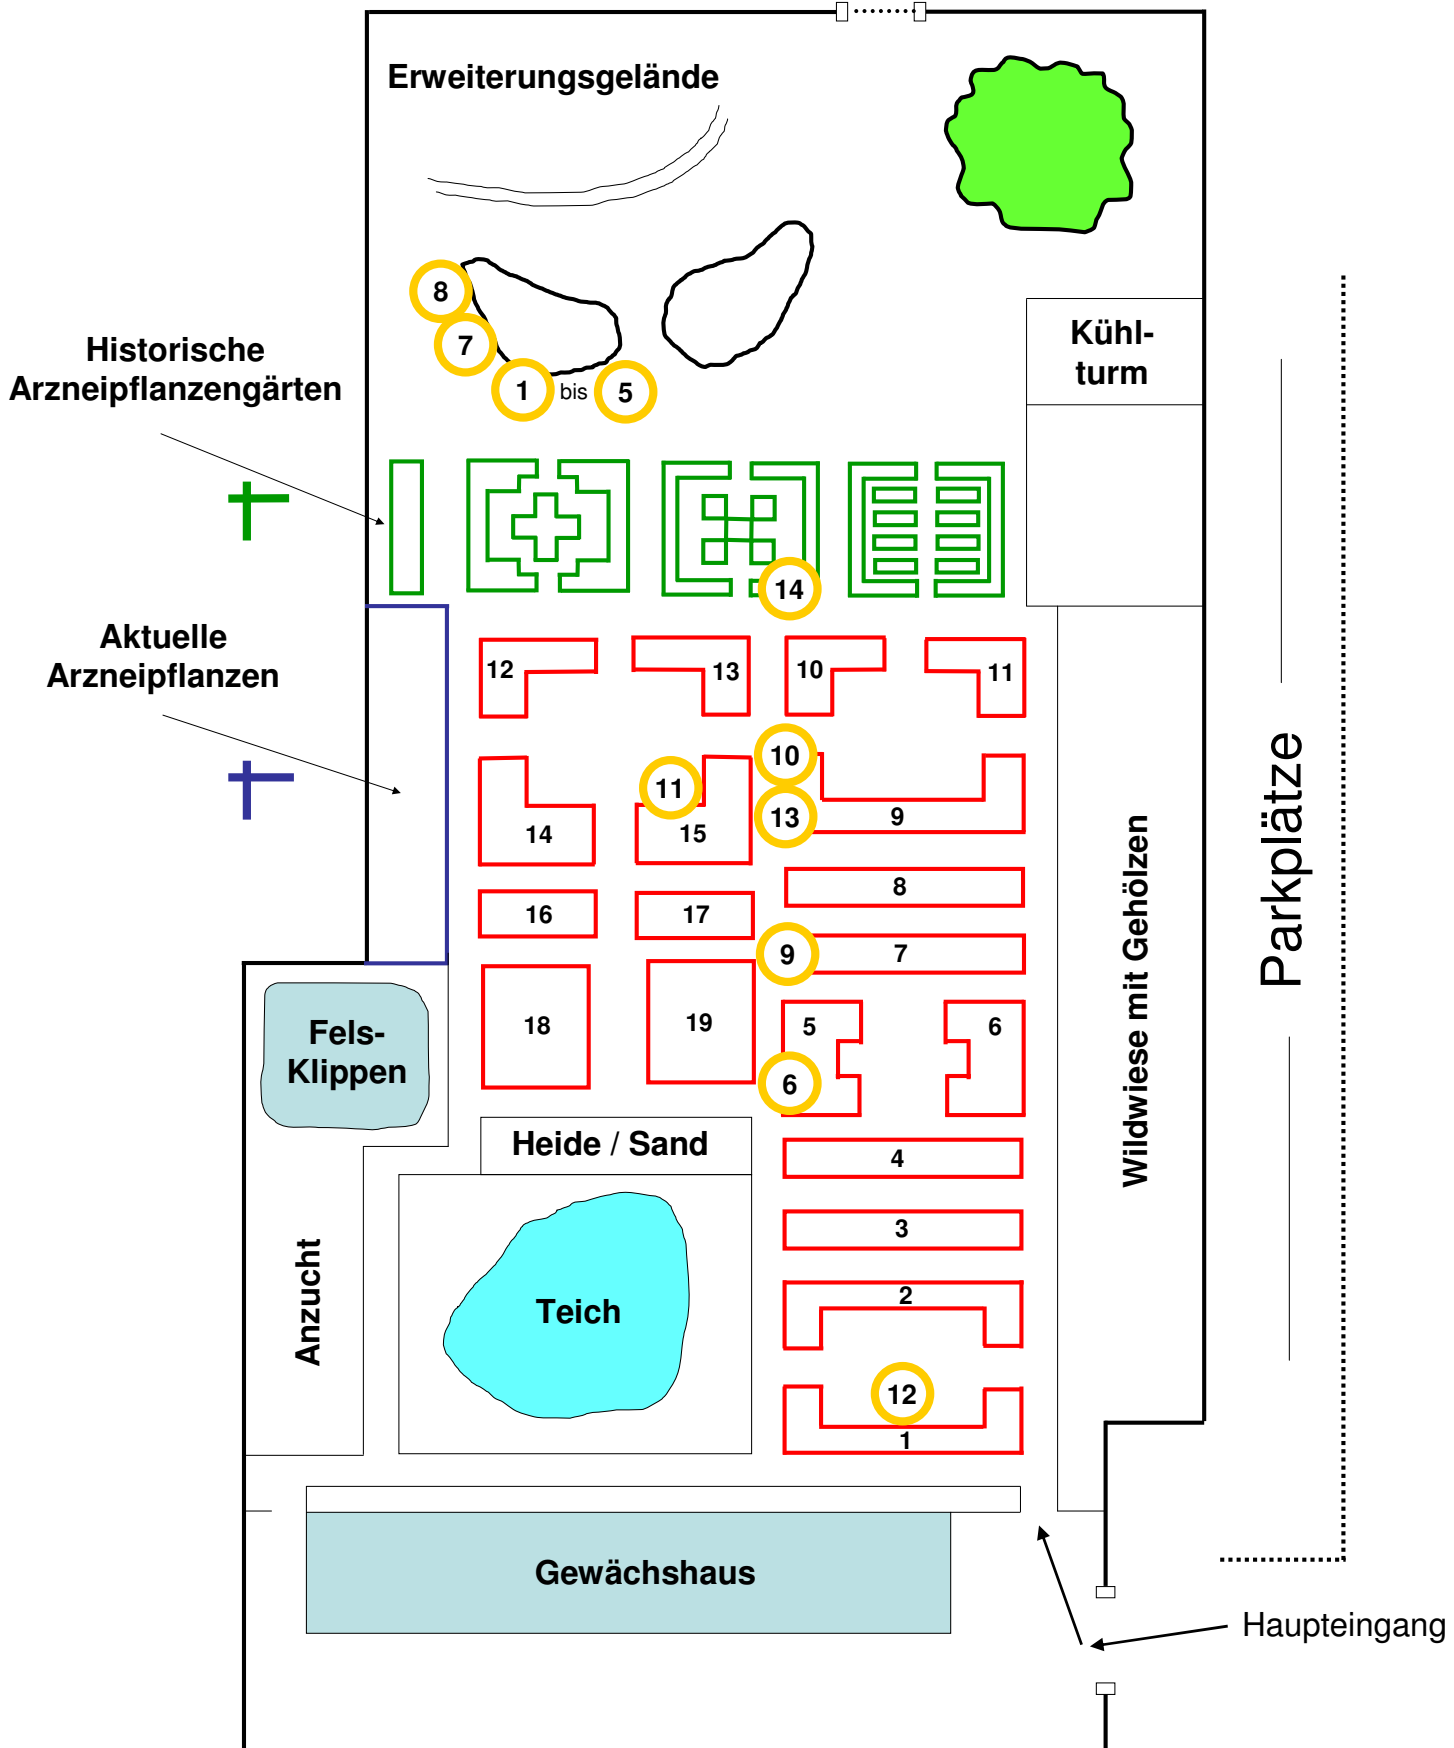 Erweiterungsgelände
8
7
1 bis 5
Kühl-
turm
Historische
Arzneipflanzengärten
14
Aktuelle
Arzneipflanzen
12
13
10
11
10
11
13
9
14
15
8
16
17
9
7
Parkplätze
Wildwiese mit Gehölzen
Fels-
Klippen
18
19
5
6
6
Heide / Sand
4
3
Anzucht
Teich
2
12
1
Gewächshaus
Haupteingang